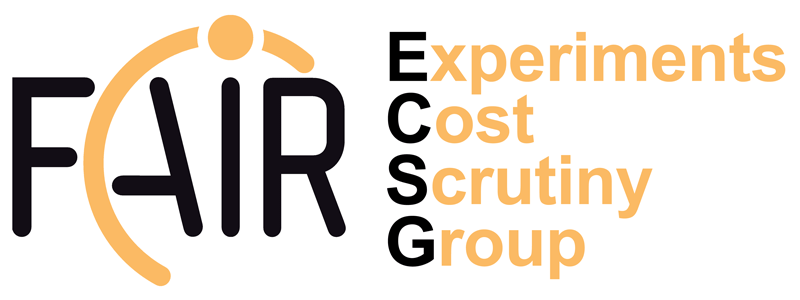 FAIR
Experiments
Cost
Scrutiny
Group